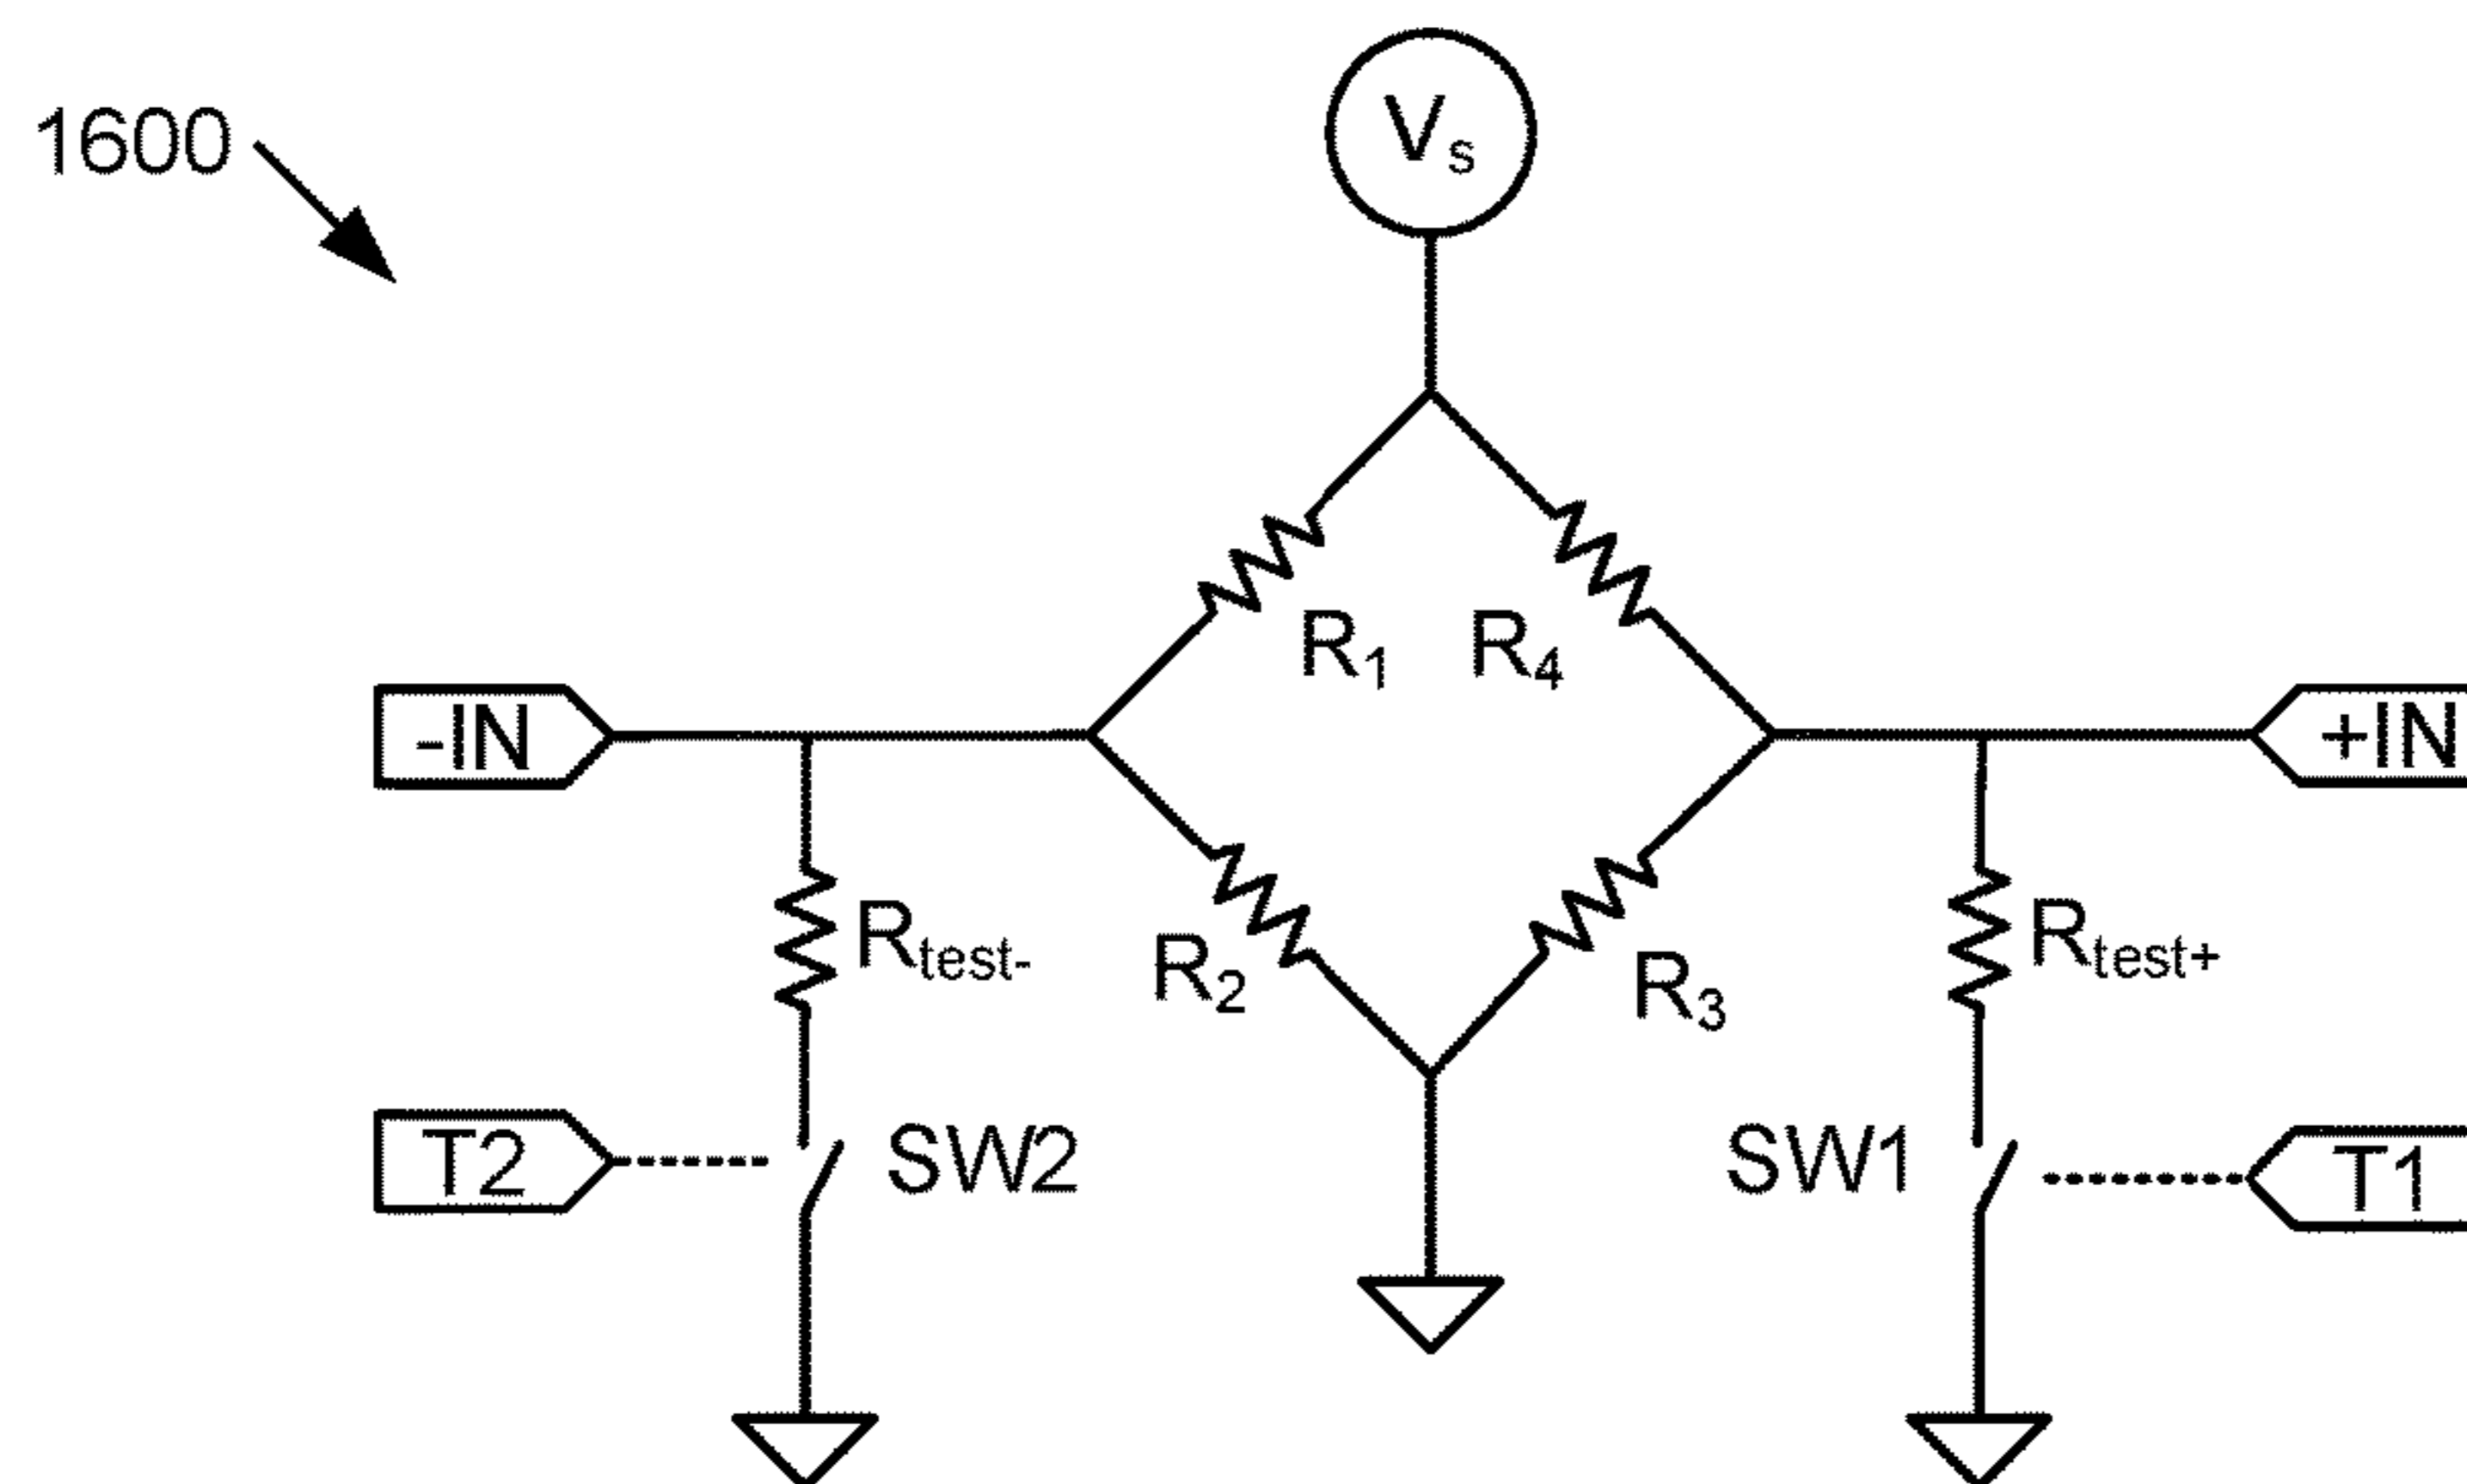 1600
Vs
R1 R4
-IN
+IN
Rtest-
R2
R3
Rtest+
T2
SW2
SW1
T1